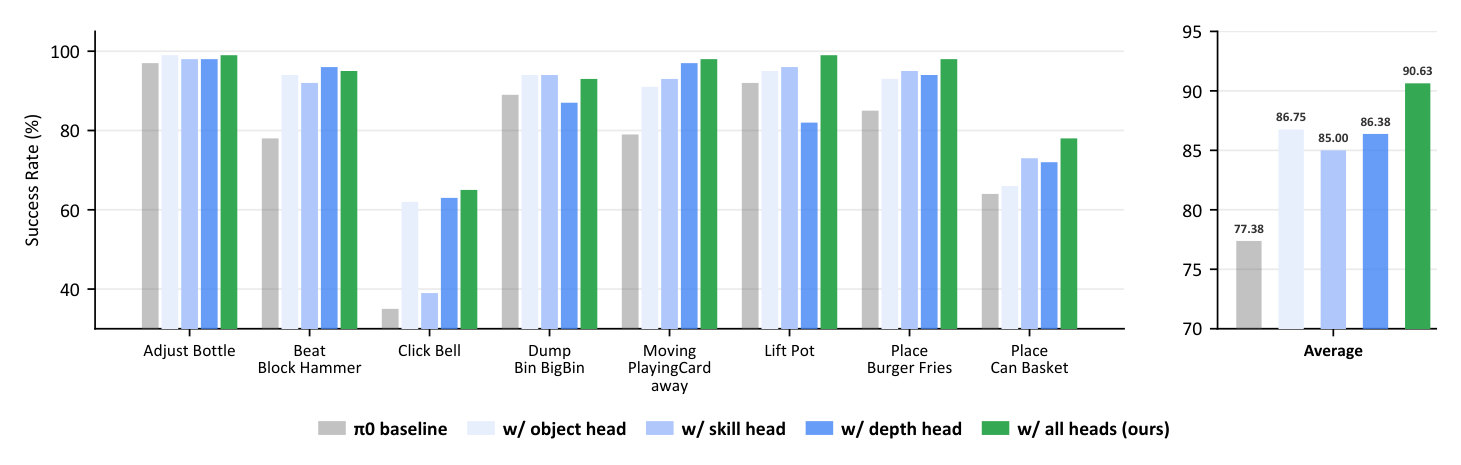 Success Rate (%)
100
80
60
40
Adjust Bottle
Beat
Block Hammer
Click Bell
Dump
Bin BigBin
Moving
PlayingCard
away
Lift Pot
Place
Burger Fries
Place
Can Basket
95
90
85
80
75
70
77.38
86.75
85.00
86.38
90.63
Average
π0 baseline
w/ object head
w/ skill head
w/ depth head
w/ all heads (ours)